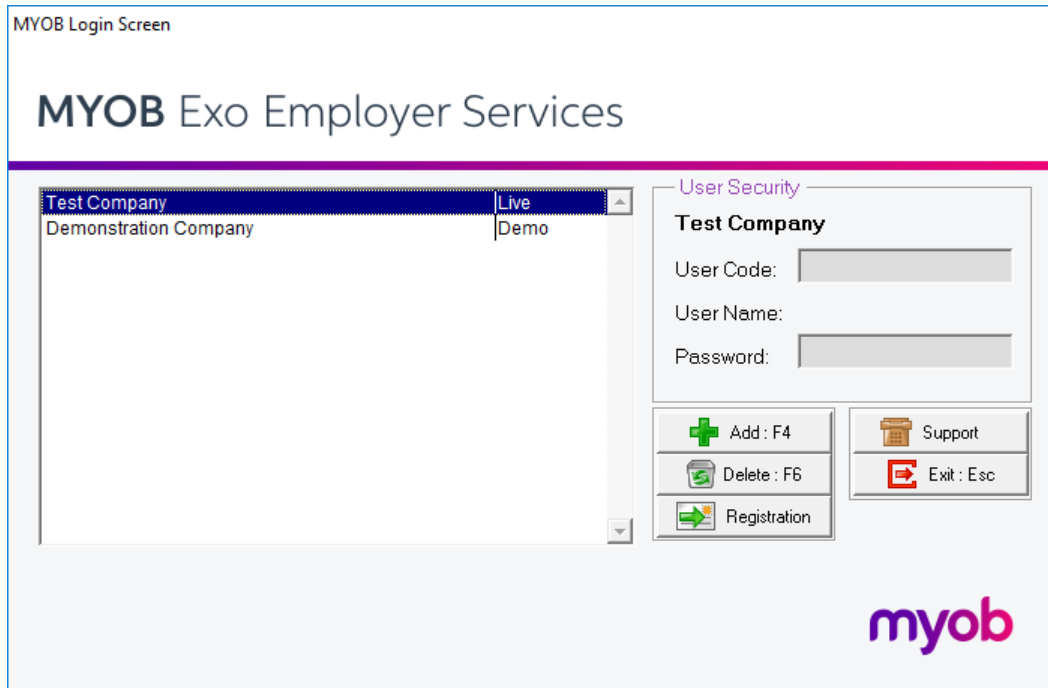 MYOB Login Screen
MYOB Exo Employer Services
Test Company Live
Demonstration Company Demo
User Security
Test Company
User Code:
User Name:
Password:
Add : F4
Support
Delete : F6
Exit : Esc
Registration
myob